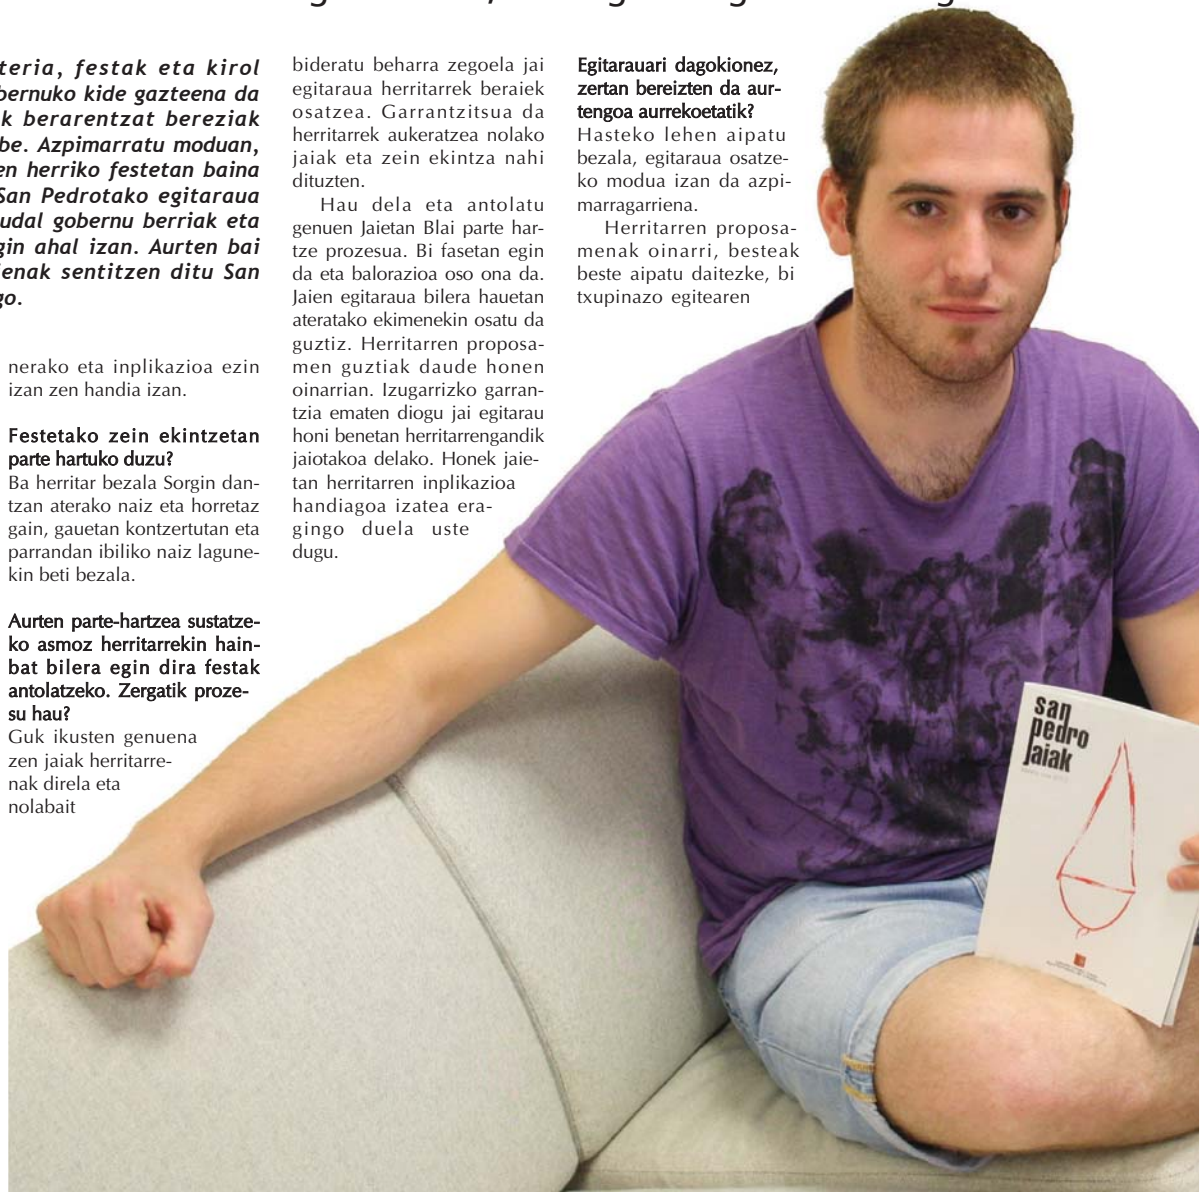 teria, festak eta kirol
bernuko kide gazteena da
k berarentzat bereziak
be. Azpimarratu moduan,
en herriko festetan baina
San Pedrotako egitaraua
udal gobernu berriak eta
gin ahal izan. Aurten bai
enak sentitzen ditu San
go.
nerako eta inplikazioa ezin
izan zen handia izan.
Festetako zein ekintzetan
parte hartuko duzu?
Ba herritar bezala Sorgin dan-
tzan aterako naiz eta horretaz
gain, gauetan kontzertutan eta
parrandan ibiliko naiz lagune-
kin beti bezala.
Aurten parte-hartzea sustatze-
ko asmoz herritarrekin hain-
bat bilera egin dira festak
antolatzeko. Zergatik proze-
su hau?
Guk ikusten genuena
zen jaiak herritarre-
nak direla eta
nolabait
bideratu beharra zegoela jai
egitaraua herritarrek beraiek
osatzea. Garrantzitsua da
herritarrek aukeratzea nolako
jaiak eta zein ekintza nahi
dituzten.
Hau dela eta antolatu
genuen Jaietan Blai parte har-
tze prozesua. Bi fasetan egin
da eta balorazioa oso ona da.
Jaien egitaraua bilera hauetan
ateratako ekimenekin osatu da
guztiz. Herritarren proposa-
men guztiak daude honen
oinarrian. Izugarrizko garran-
tzia ematen diogu jai egitarau
honi benetan herritarrengandik
jaiotakoa delako. Honek jaie-
tan herritarren inplikazioa
handiagoa izatea era-
gingo duela uste
dugu.
Egitarauari dagokionez,
zertan bereizten da aur-
tengoa aurrekoetatik?
Hasteko lehen aipatu
bezala, egitaraua osatze-
ko modua izan da azpi-
marragarriena.
Herritarren proposa-
menak oinarri, besteak
beste aipatu daitezke, bi
txupinazo egitearen
san
pedro
jaiak